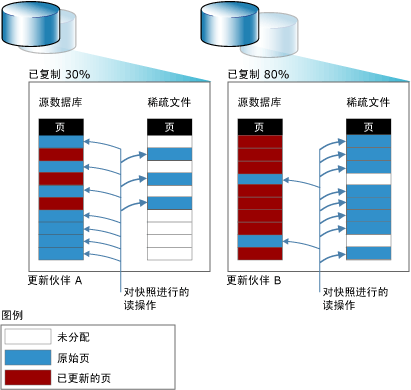 已复制 30%
已复制 80%
源数据库
稀疏文件
源数据库
稀疏文件
页
页
页
页
更新伙伴 A
对快照进行的
读操作
更新伙伴 B
对快照进行的
读操作
图例
未分配
原始页
已更新的页